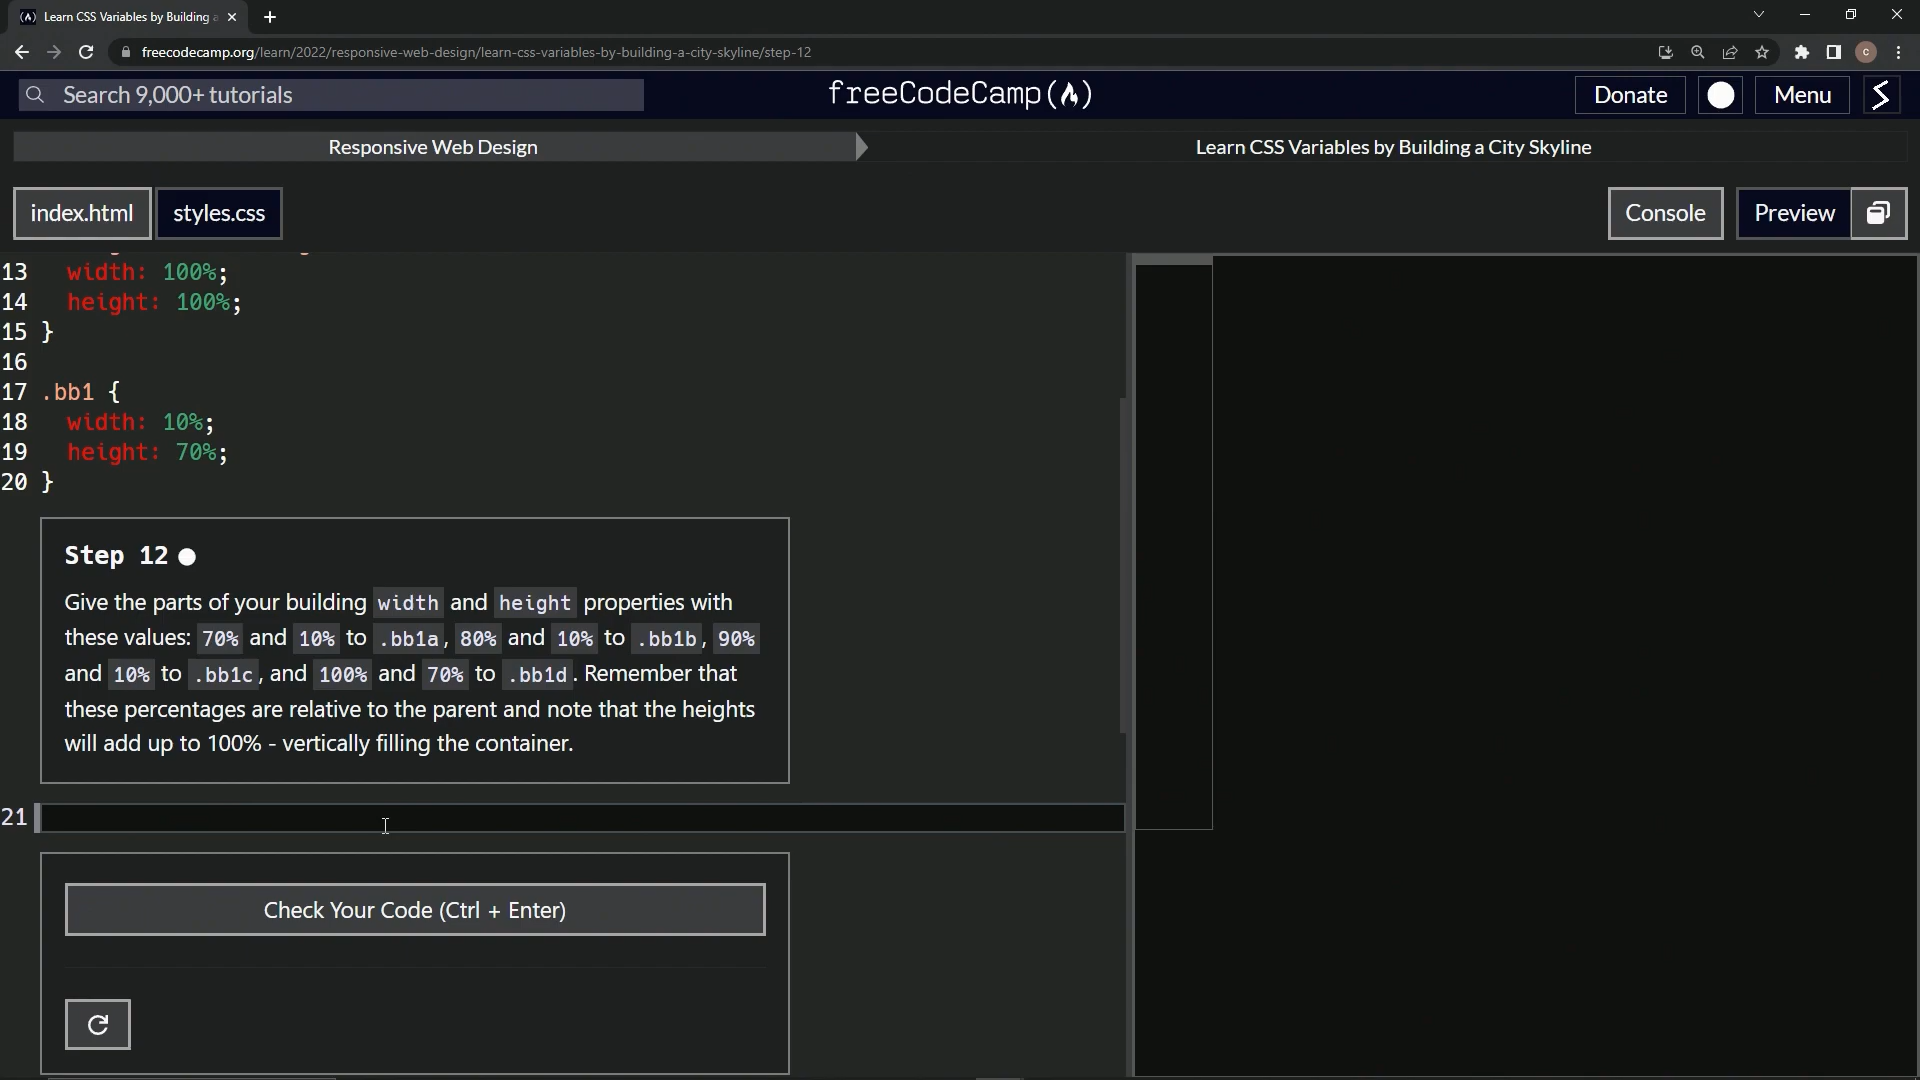 Learn CSS Variables by Building a
freecodecamp.org/learn/2022/responsive-web-design/learn-css-variables-by-building-a-city-skyline/step-12
C
Search 9,000+ tutorials
freeCodeCamp
Donate
Menu
Responsive Web Design
Learn CSS Variables by Building a City Skyline
index.html
styles.css
Console
Preview
13 width: 100%;
14 height: 100%;
15 }
16
17 .bb1 {
18 width: 10%;
19 height: 70%;
20 }
Step 12
Give the parts of your building width and height properties with
these values: 70% and 10% to .bb1a, 80% and 10% to .bb1b, 90%
and 10% to .bb1c, and 100% and 70% to .bb1d. Remember that
these percentages are relative to the parent and note that the heights
will add up to 100% - vertically filling the container.
21
Check Your Code (Ctrl + Enter)